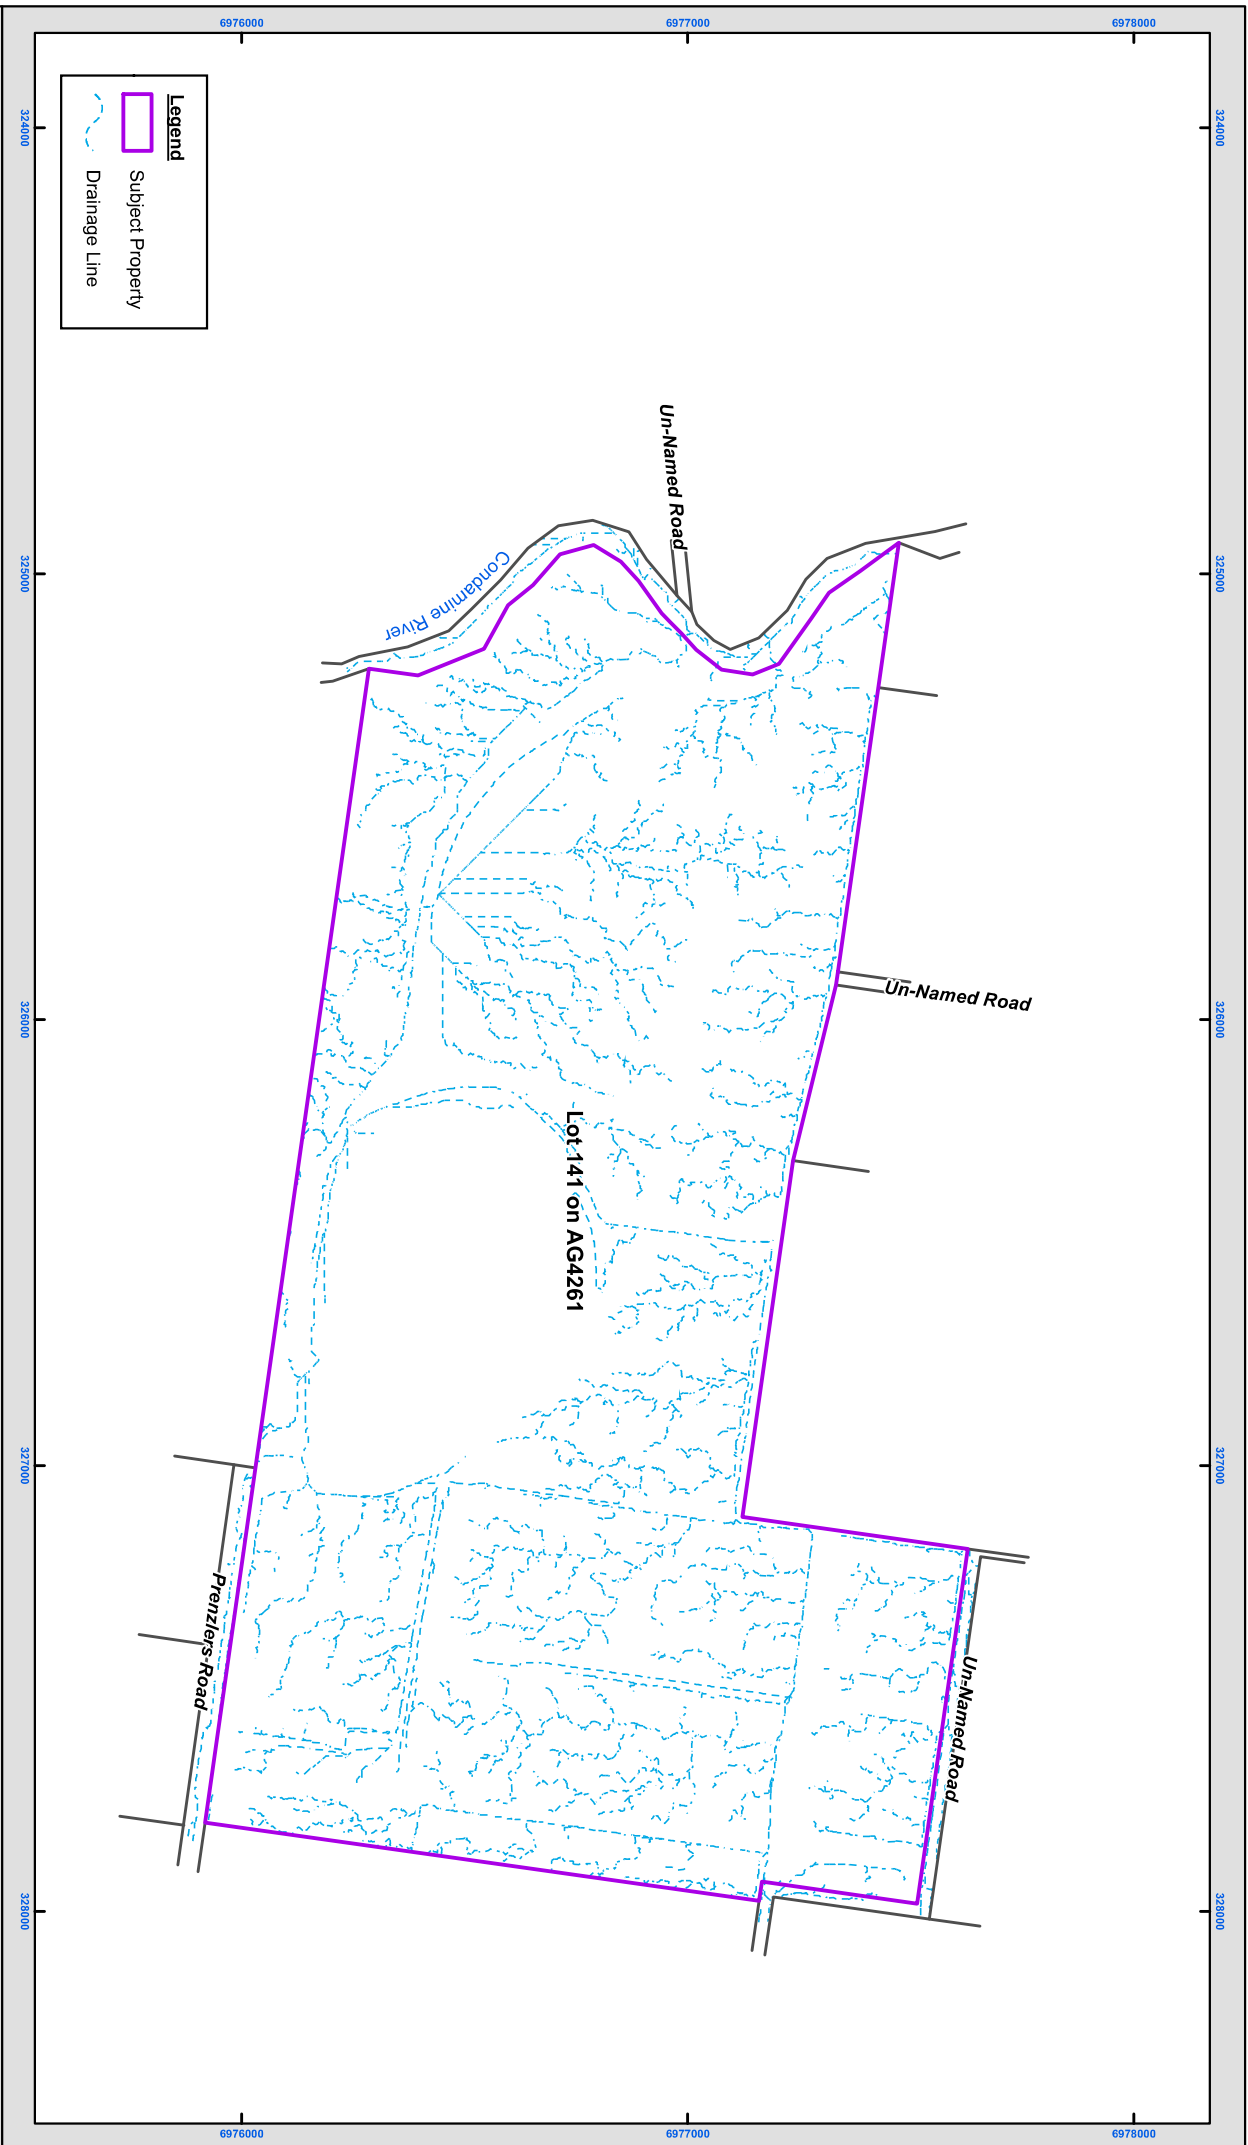 6976000
6977000
6978000
324000
324000
Legend
Subject Property
Drainage Line
Un-Named Road
Condamine River
325000
325000
Un-Named Road
326000
326000
Lot 141 on AG4261
327000
327000
Prenzlers Road
Un-Named Road
328000
328000
6976000
6977000
6978000